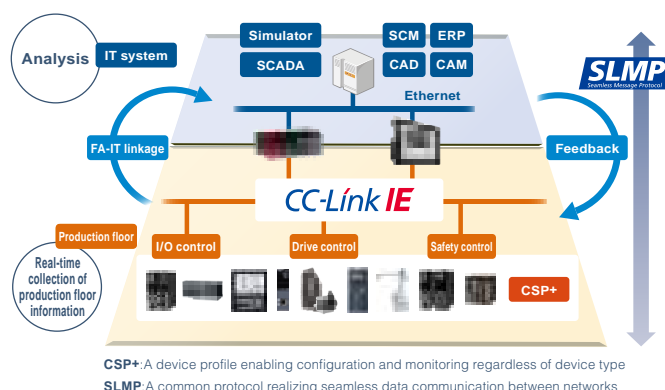 Analysis
IT system
Simulator
SCADA
SCM
ERP
CAD
CAM
Ethernet
SLMP
Seamless Message Protocol
FA-IT linkage
Feedback
CC-Link IE
Production floor
I/O control
Drive control
Safety control
Real-time
collection of
production floor
information
CSP+
CSP+:A device profile enabling configuration and monitoring regardless of device type
SLMP:A common protocol realizing seamless data communication between networks